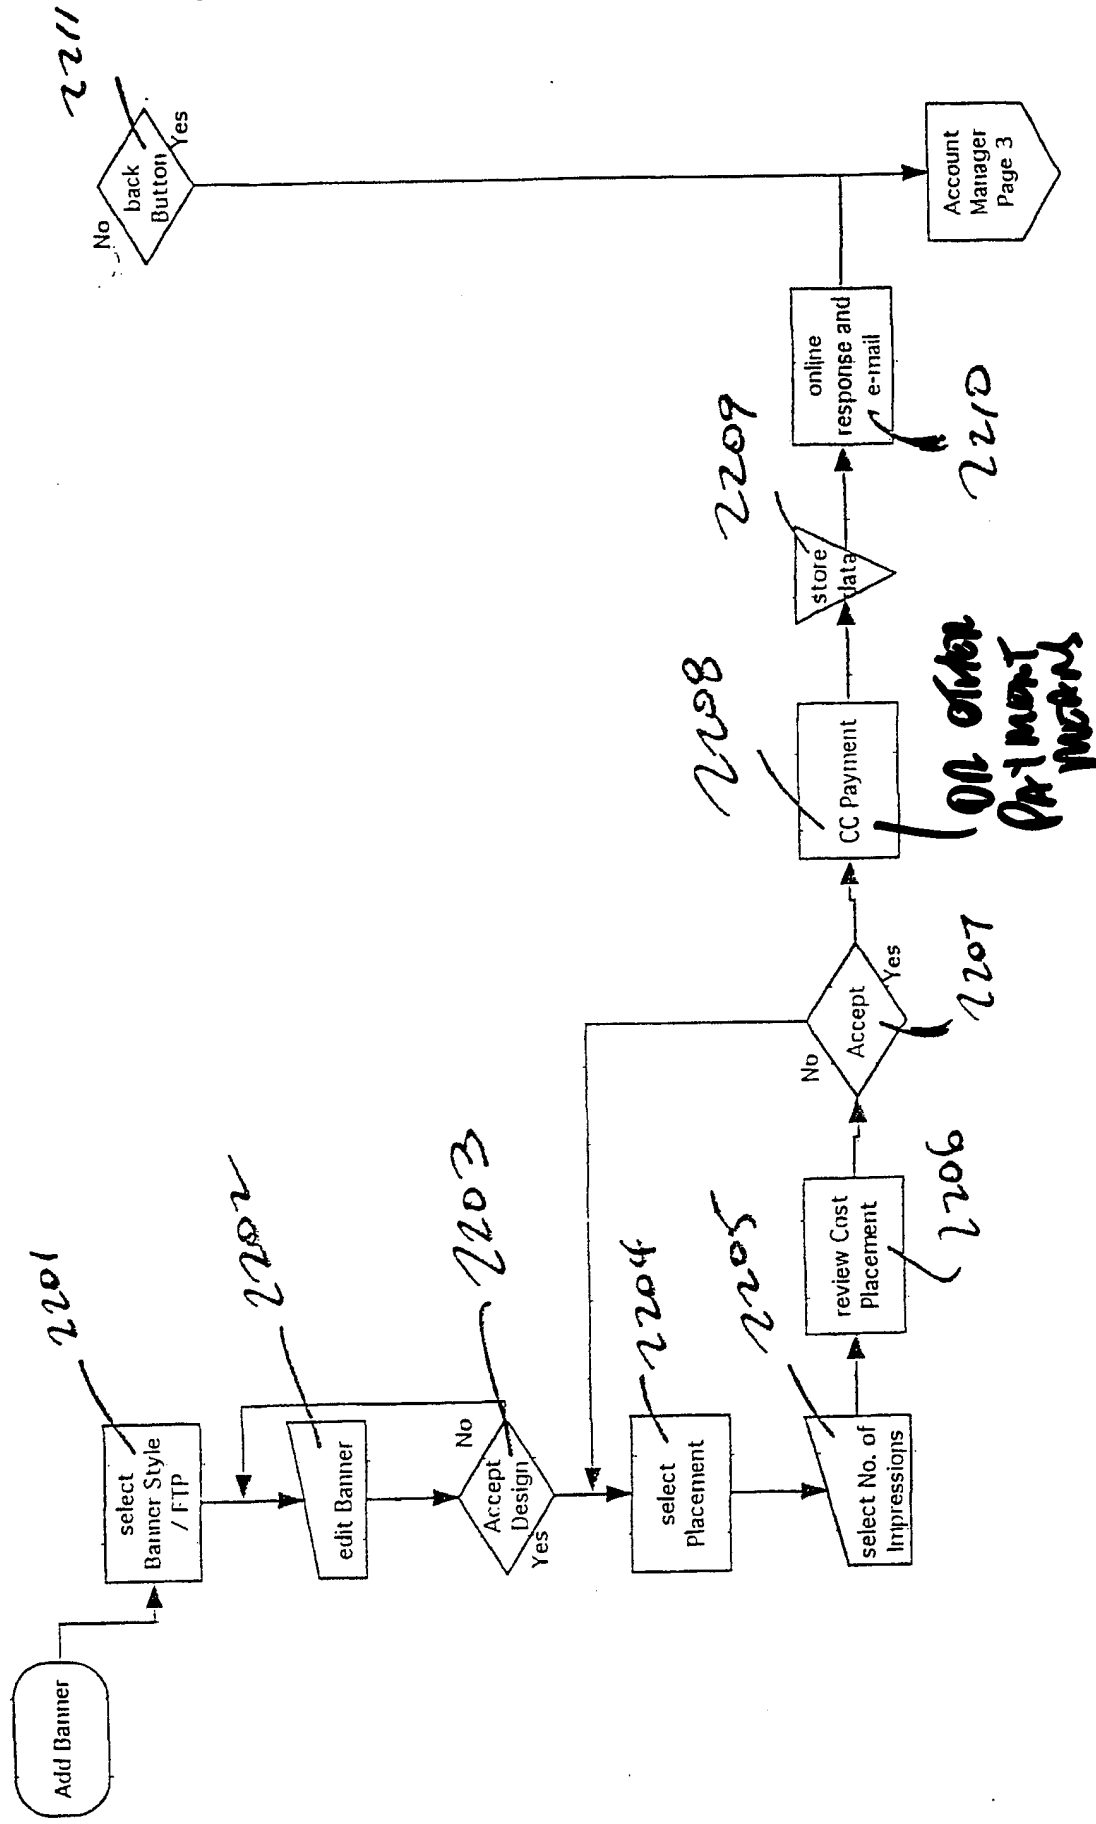 Add Banner
2201
select
Banner Style
/ FTP
2202
edit Banner
2203
No
Accept
Design
Yes
2204
select
Placement
2205
select No. of
Impressions
review Cost
Placement
2206
No
Accept
Yes
2207
2208
CC Payment
OR OTHER
PAYMENT
MEANS
2209
store
data
online
response and
e-mail
2210
2211
No
back
Button
Yes
Account
Manager
Page 3